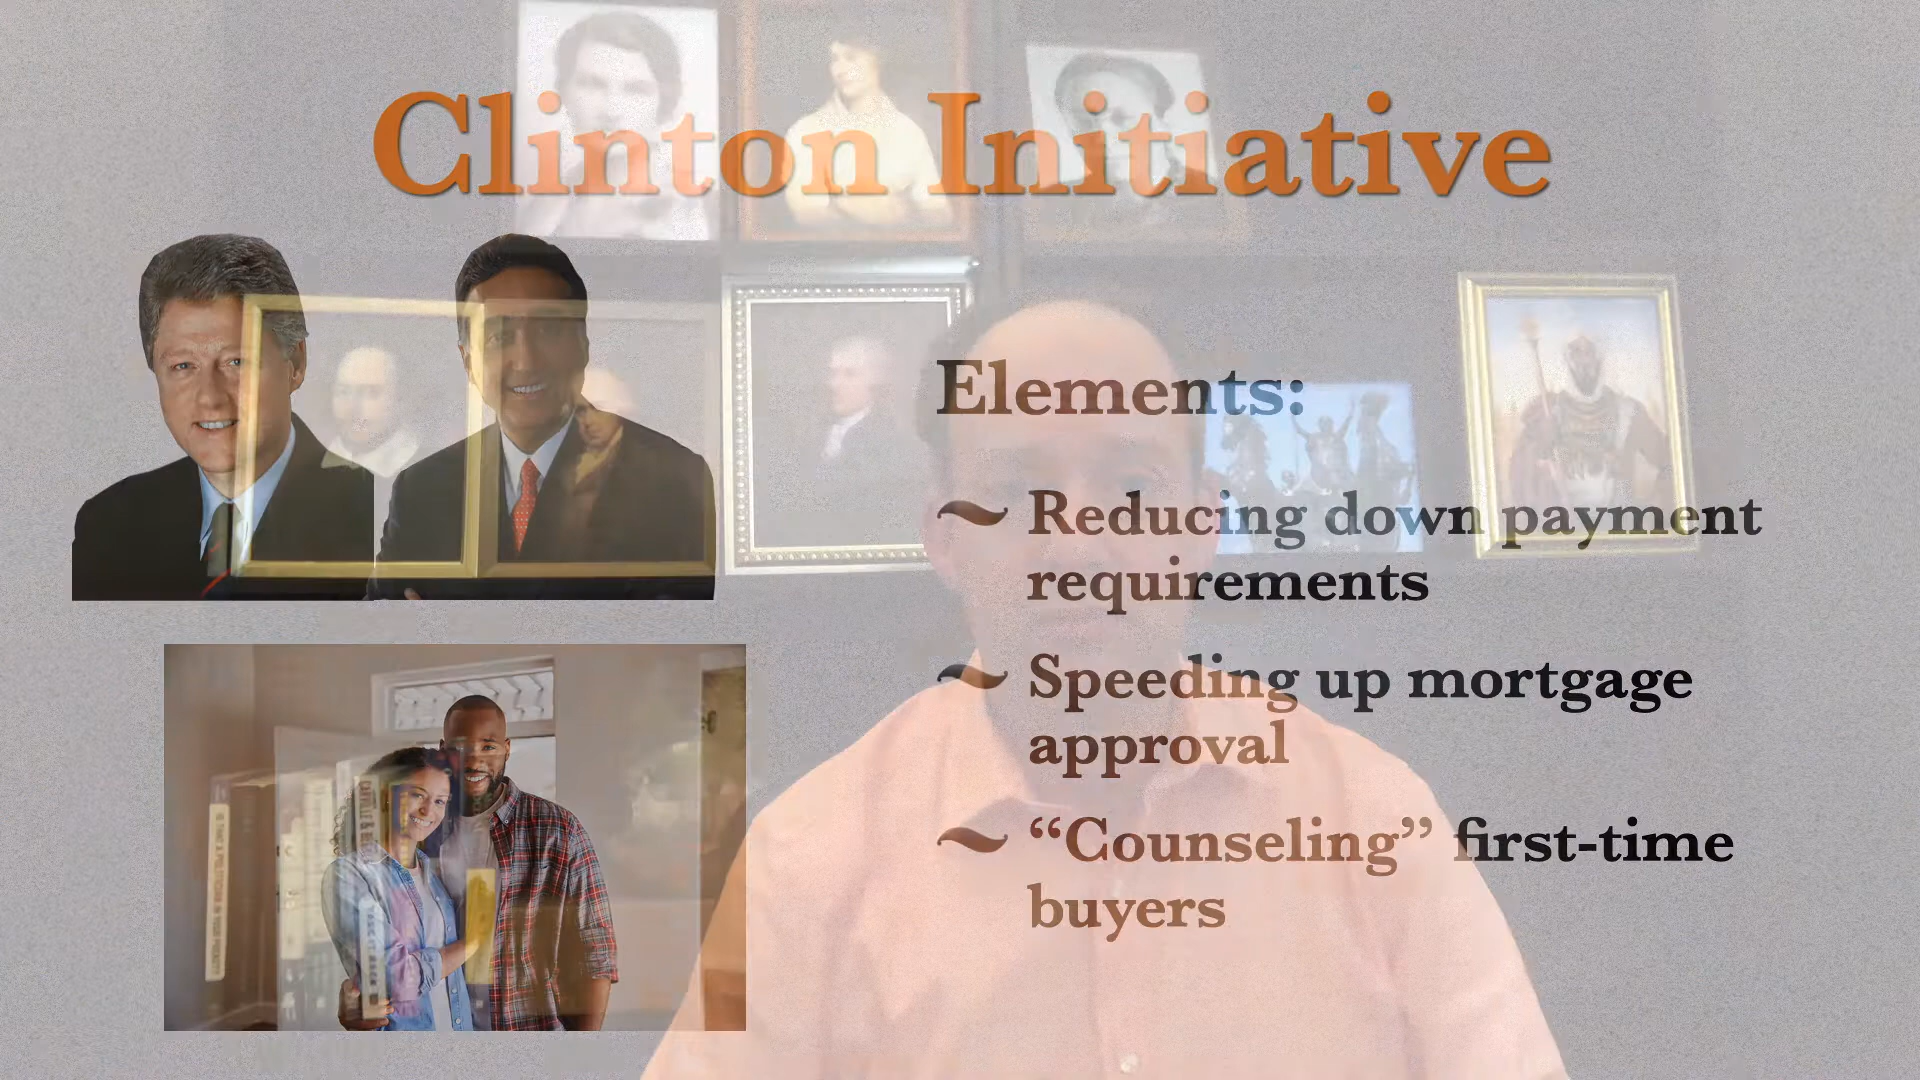 Clinton Initiative
Elements:
~ Reducing down payment
requirements
~ Speeding up mortgage
approval
~ “Counseling” first-time
buyers